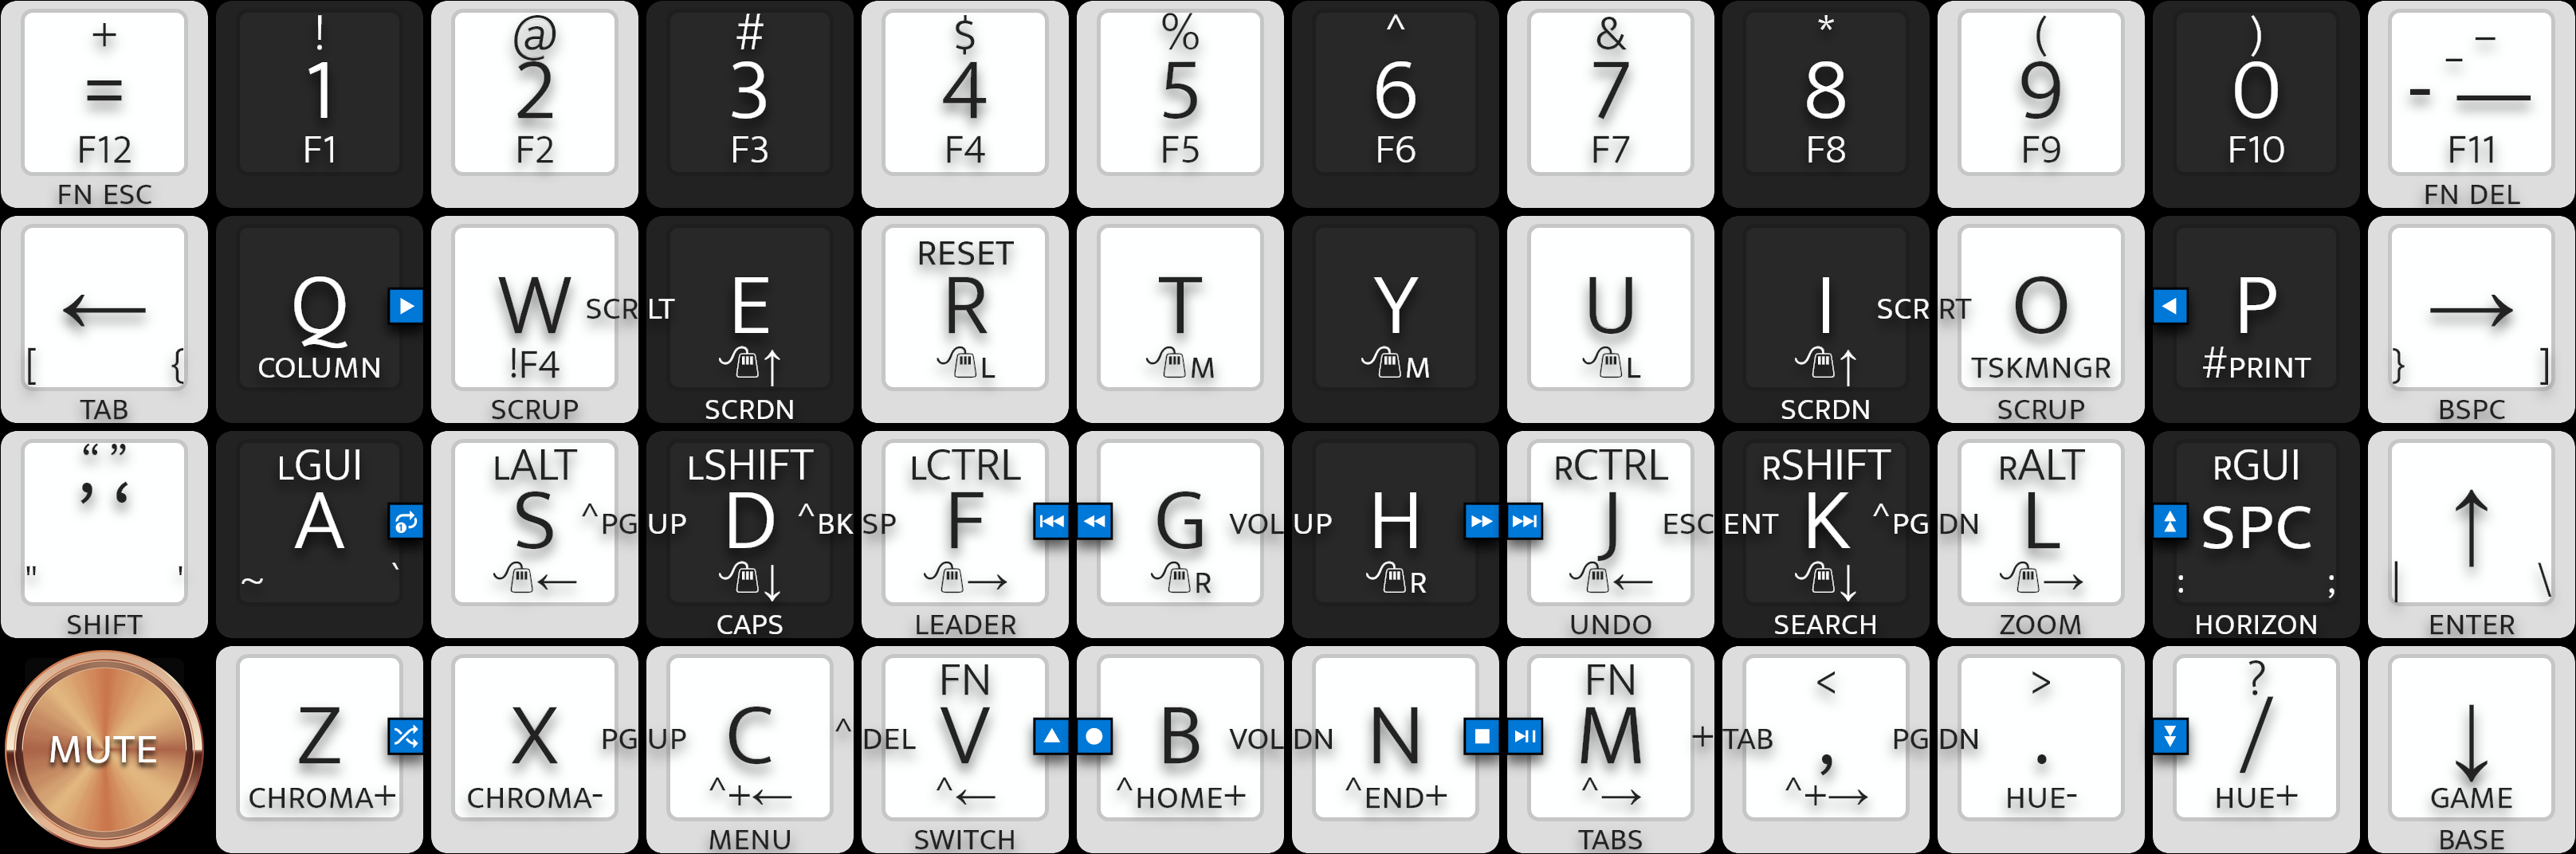 + ! @ # $ % ^ & * ( ) – _
= 1 2 3 4 5 6 7 8 9 0 - —
F12 F1 F2 F3 F4 F5 F6 F7 F8 F9 F10 F11
FN ESC FN DEL
RESET
← Q W SCR LT E R T Y U I SCR RT O P →
[ { COLUMN !F4 ↑ L M M L ↑ TSKMNGR #PRINT } ]
TAB SCRUP SCRDN SCRDN SCRUP BSPC
“ ” LGUI LALT LSHIFT LCTRL RCTRL RSHIFT RALT RGUI
A S ^PG UP D ^BK SP F G VOL UP H J ESC ENT K ^PG DN L SPC ↑
" ' ~ ` ← ↓ → R R ← ↓ → : ; | \
SHIFT CAPS LEADER UNDO SEARCH ZOOM HORIZON ENTER
FN FN < > ?
MUTE Z X PG UP C ^ DEL V B VOL DN N M + TAB , PG DN . / ↓
CHROMA+ CHROMA- ^+← ^← ^HOME+ ^END+ ^→ ^+→ HUE- HUE+ GAME
MENU SWITCH TABS BASE